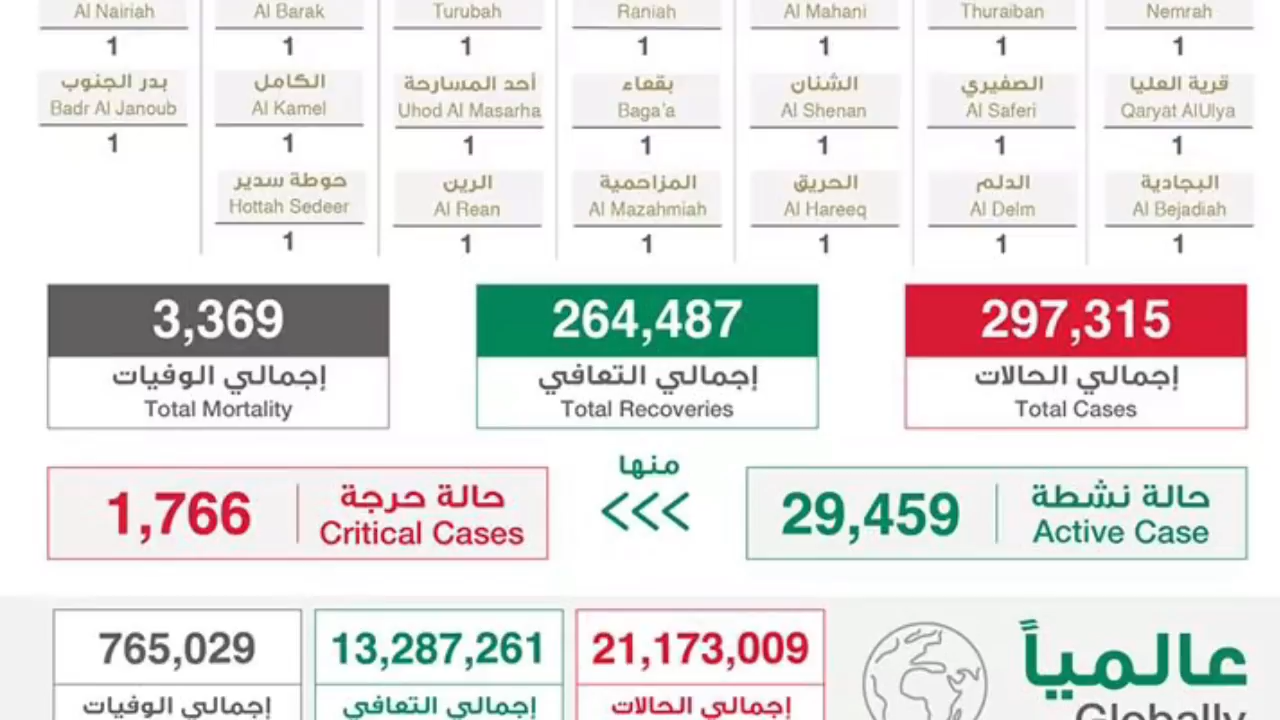 Al Nairiah
Al Barak
Turubah
Raniah
Al Mahani
Thuraiban
Nemrah
1
1
1
1
1
1
1
بدر الجنوب
الكامل
أحد المسارحة
بقعاء
الشنان
الصفيري
قرية العليا
Badr Al Janoub
Al Kamel
Uhod Al Masarha
Baga'a
Al Shenan
Al Saferi
Qaryat AlUlya
1
1
1
1
1
1
1
حوطة سدير
الرين
المزاحمية
الحريق
الدلم
البجادية
Hottah Sedeer
Al Rean
Al Mazahmiah
Al Hareeq
Al Delm
Al Bejadiah
1
1
1
1
1
1
3,369
264,487
297,315
إجمالي الوفيات
إجمالي التعافي
إجمالي الحالات
Total Mortality
Total Recoveries
Total Cases
منها
1,766
حالة حرجة
Critical Cases
<<<
29,459
حالة نشطة
Active Case
765,029
13,287,261
21,173,009
عالمياً
إجمالي الوفيات
إجمالي التعافي
إجمالي الحالات
Globally